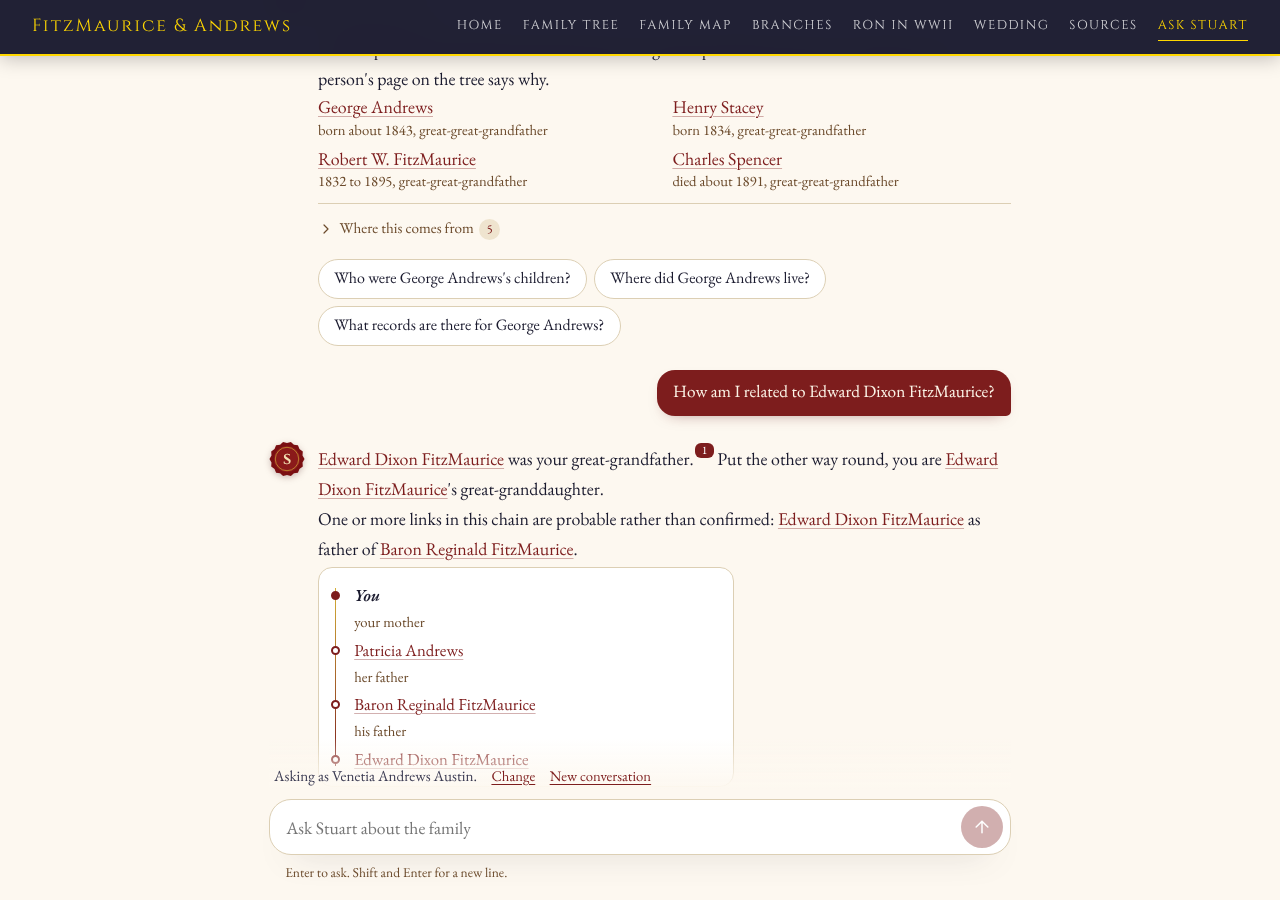 FitzMaurice & Andrews
HOME FAMILY TREE FAMILY MAP BRANCHES RON IN WWII WEDDING SOURCES ASK STUART
person's page on the tree says why.
George Andrews
born about 1843, great-great-grandfather
Henry Stacey
born 1834, great-great-grandfather
Robert W. FitzMaurice
1832 to 1895, great-great-grandfather
Charles Spencer
died about 1891, great-great-grandfather
Where this comes from 5
Who were George Andrews's children?
Where did George Andrews live?
What records are there for George Andrews?
How am I related to Edward Dixon FitzMaurice?
S
Edward Dixon FitzMaurice was your great-grandfather. 1 Put the other way round, you are Edward
Dixon FitzMaurice's great-granddaughter.
One or more links in this chain are probable rather than confirmed: Edward Dixon FitzMaurice as
father of Baron Reginald FitzMaurice.
You
your mother
Patricia Andrews
her father
Baron Reginald FitzMaurice
his father
Edward Dixon FitzMaurice
Asking as Venetia Andrews Austin. Change New conversation
Ask Stuart about the family
Enter to ask. Shift and Enter for a new line.